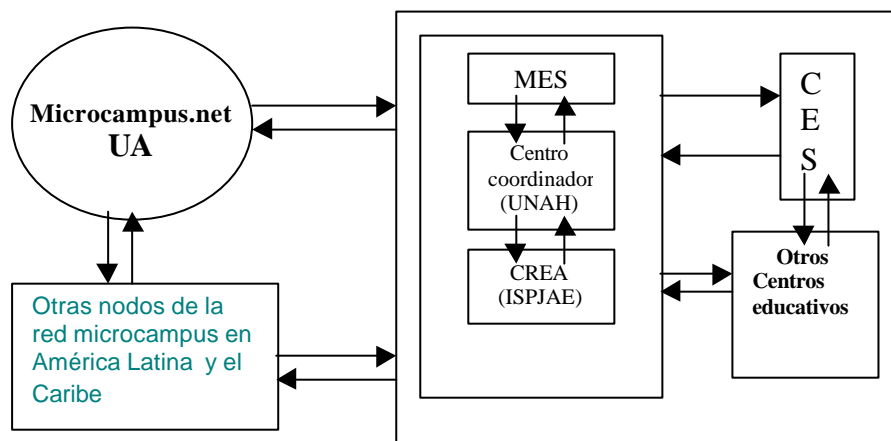 Microcampus.net
UA
Otras nodos de la
red microcampus en
América Latina y el
Caribe
MES
Centro
coordinador
(UNAH)
CREA
(ISPJAE)
C
E
S
Otros
Centros
educativos